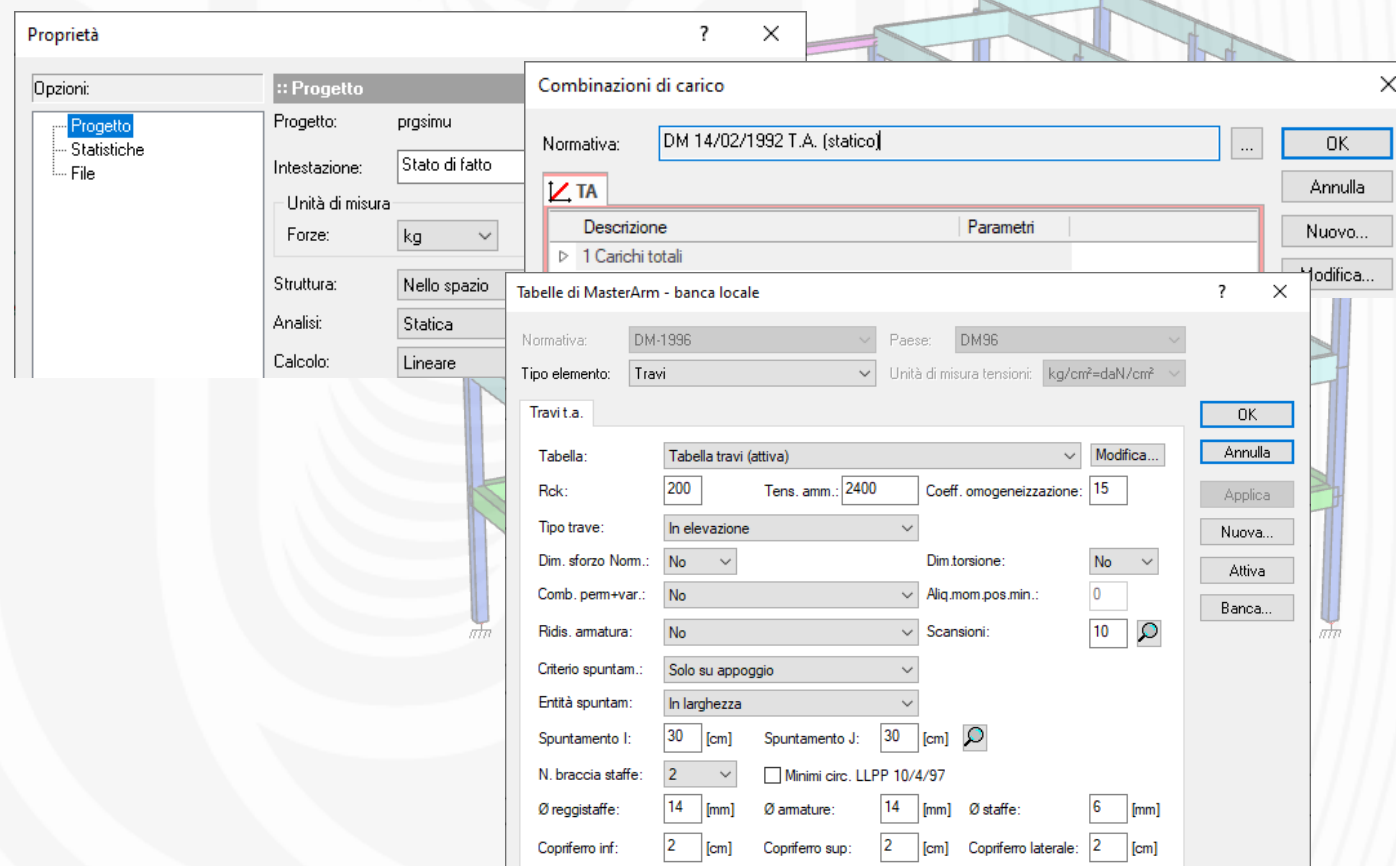 Proprietà ? ×
Opzioni:
Progetto
Statistiche
File
:: Progetto
Progetto: prgsimu
Intestazione: Stato di fatto
Unità di misura
Forze: kg
Struttura: Nello spazio
Analisi: Statica
Calcolo: Lineare
Combinazioni di carico ×
Normativa: DM 14/02/1992 T.A. (statico) ... OK
Annulla
TA
Nuovo...
Descrizione Parametri
1 Carichi totali
Modifica...
Tabelle di MasterArm - banca locale ? ×
Normativa: DM-1996 Paese: DM96
Tipo elemento: Travi Unità di misura tensioni: kg/cm²=daN/cm²
Travi t.a.
OK
Tabella: Tabella travi (attiva) Modifica... Annulla
Rck: 200 Tens. amm.: 2400 Coeff. omogeneizzazione: 15 Applica
Tipo trave: In elevazione Nuova...
Dim. sforzo Norm.: No Dim.torsione: No Attiva
Comb. perm+var.: No Aliq.mom.pos.min.: 0 Banca...
Ridis. armatura: No Scansioni: 10
Criterio spuntam.: Solo su appoggio
Entità spuntam: In larghezza
Spuntamento I: 30 [cm] Spuntamento J: 30 [cm]
N. braccia staffe: 2 Minimi circ. LLPP 10/4/97
Ø reggistaffe: 14 [mm] Ø armature: 14 [mm] Ø staffe: 6 [mm]
Copriferro inf: 2 [cm] Copriferro sup: 2 [cm] Copriferro laterale: 2 [cm]